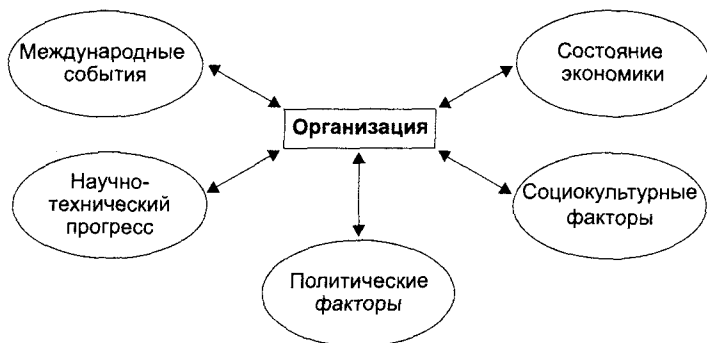 Международные
события
Состояние
экономики
Организация
Научно-
технический
прогресс
Социокультурные
факторы
Политические
факторы